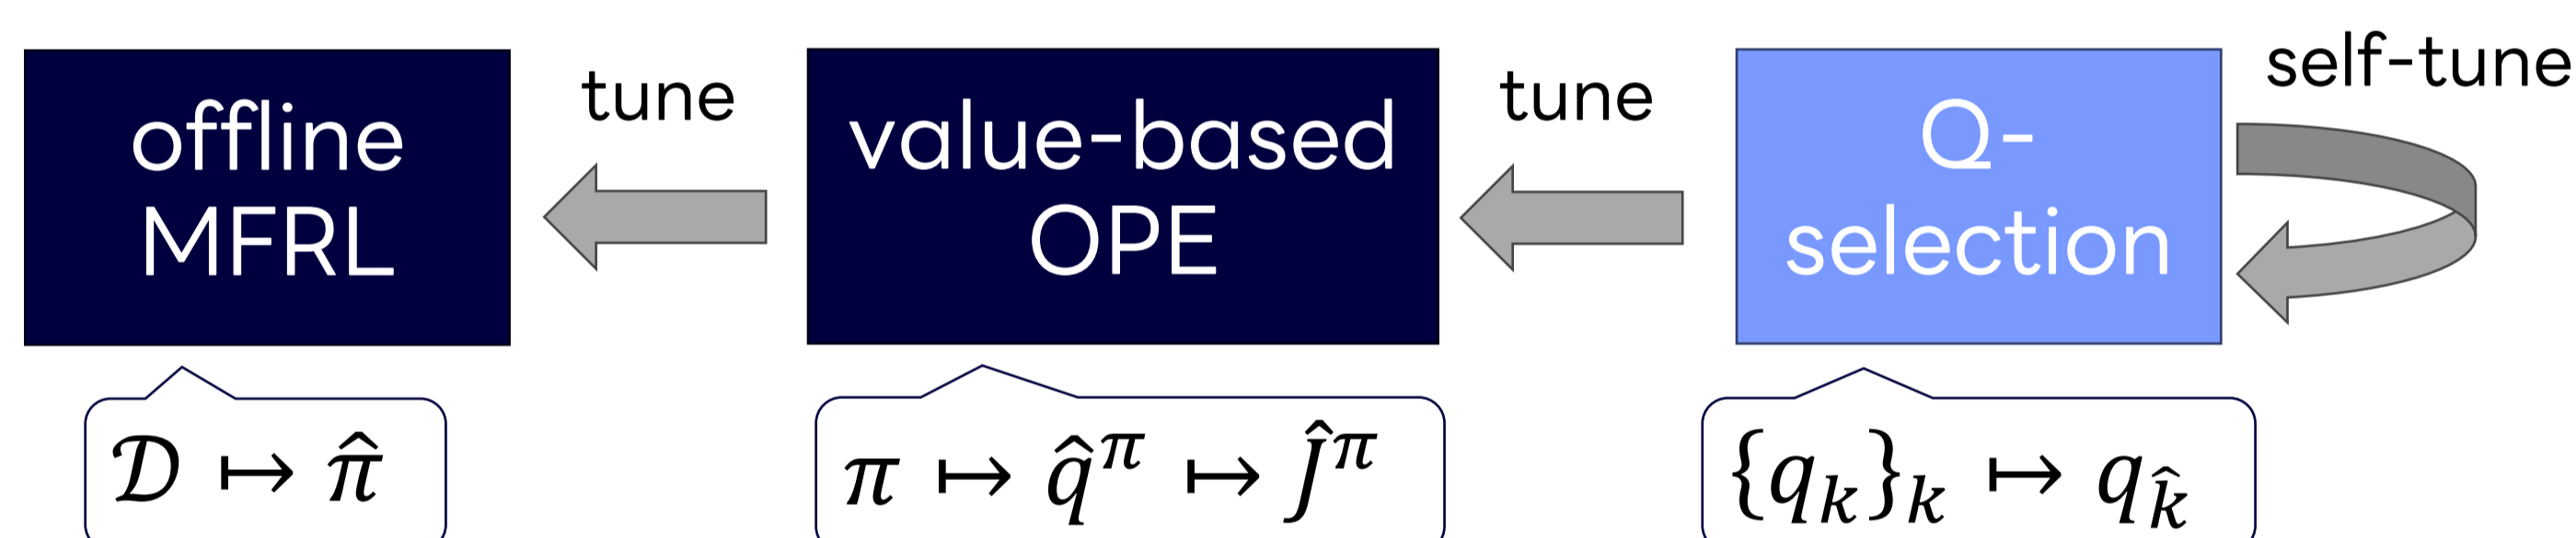 offline
MFRL
tune
value-based
OPE
tune
Q-
selection
self-tune
𝒟 ↦ π̂
π ↦ q̂^π ↦ Ĵ^π
{q_k}_k ↦ q_k̂